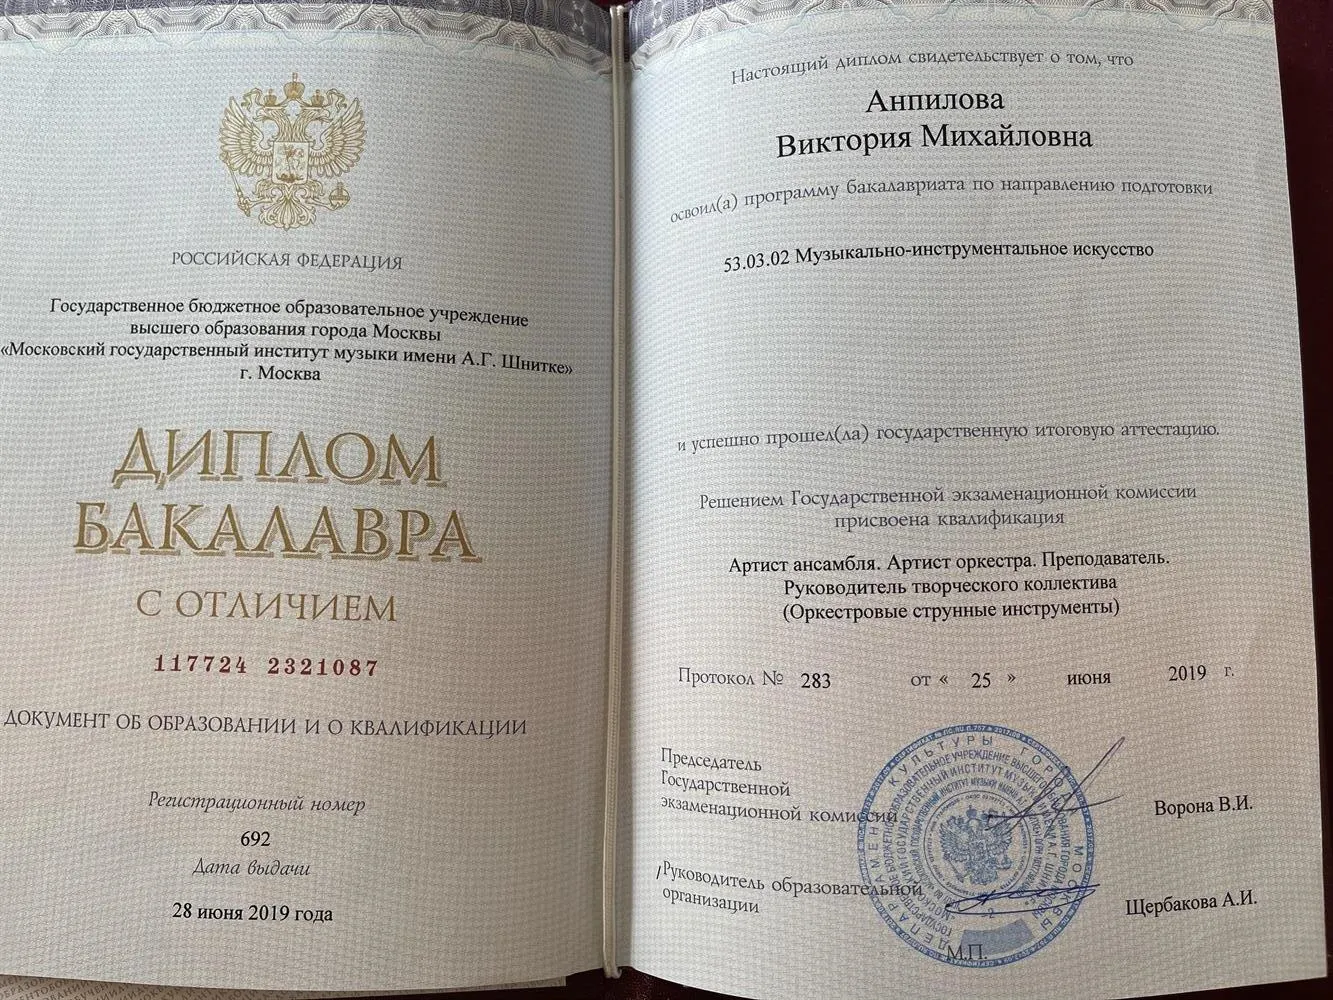 РОССИЙСКАЯ ФЕДЕРАЦИЯ
Государственное бюджетное образовательное учреждение
высшего образования города Москвы
«Московский государственный институт музыки имени А.Г. Шнитке»
г. Москва
ДИПЛОМ
БАКАЛАВРА
С ОТЛИЧИЕМ
117724 2321087
ДОКУМЕНТ ОБ ОБРАЗОВАНИИ И О КВАЛИФИКАЦИИ
Регистрационный номер
692
Дата выдачи
28 июня 2019 года
Настоящий диплом свидетельствует о том, что
Анпилова
Виктория Михайловна
освоил(а) программу бакалавриата по направлению подготовки
53.03.02 Музыкально-инструментальное искусство
и успешно прошел(ла) государственную итоговую аттестацию.
Решением Государственной экзаменационной комиссии
присвоена квалификация
Артист ансамбля. Артист оркестра. Преподаватель.
Руководитель творческого коллектива
(Оркестровые струнные инструменты)
Протокол № 283 от « 25 » июня 2019 г.
Председатель
Государственной
экзаменационной комиссии
Ворона В.И.
Руководитель образовательной
организации
Щербакова А.И.
М.П.